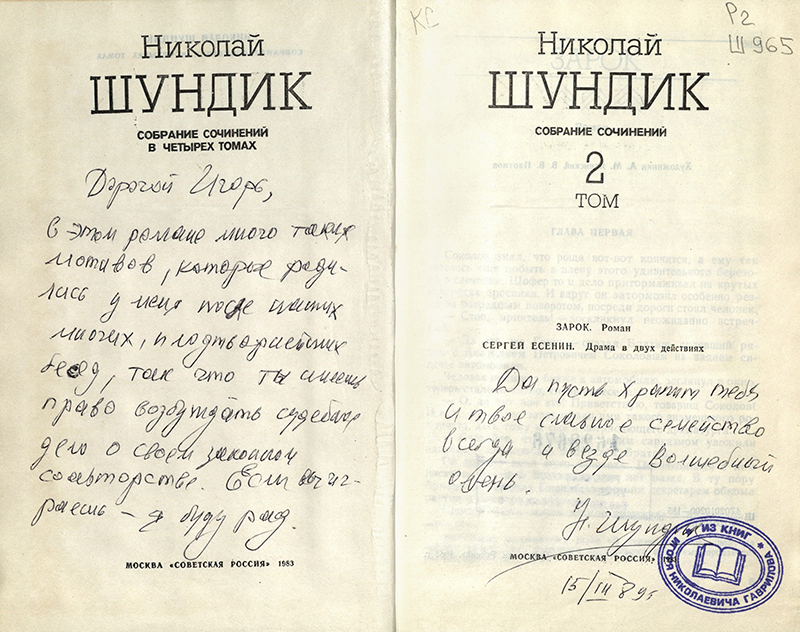 Николай
ШУНДИК
СОБРАНИЕ СОЧИНЕНИЙ
В ЧЕТЫРЕХ ТОМАХ
Дорогой Игорь,
в этом романе много таких
мотивов, которые роди-
лись у меня после наших
многих, плодотворнейших
бесед, так что ты имеешь
право возбуждать судебное
дело о своем законном
соавторстве. Если выиг-
раешь – я буду рад.
МОСКВА «СОВЕТСКАЯ РОССИЯ» 1983
КС
Р2
Ш 965
Николай
ШУНДИК
СОБРАНИЕ СОЧИНЕНИЙ
2
ТОМ
ГЛАВА ПЕРВАЯ
ЗАРОК. Роман
СЕРГЕЙ ЕСЕНИН. Драма в двух действиях
Да пусть хранит тебя
и твое славное семейство
всегда и везде Волшебный
олень.
Н. Шундик
МОСКВА «СОВЕТСКАЯ РОССИЯ»
15/III 89г.
ИЗ КНИГ
ИГОРЯ НИКОЛАЕВИЧА ГАВРИЛОВА